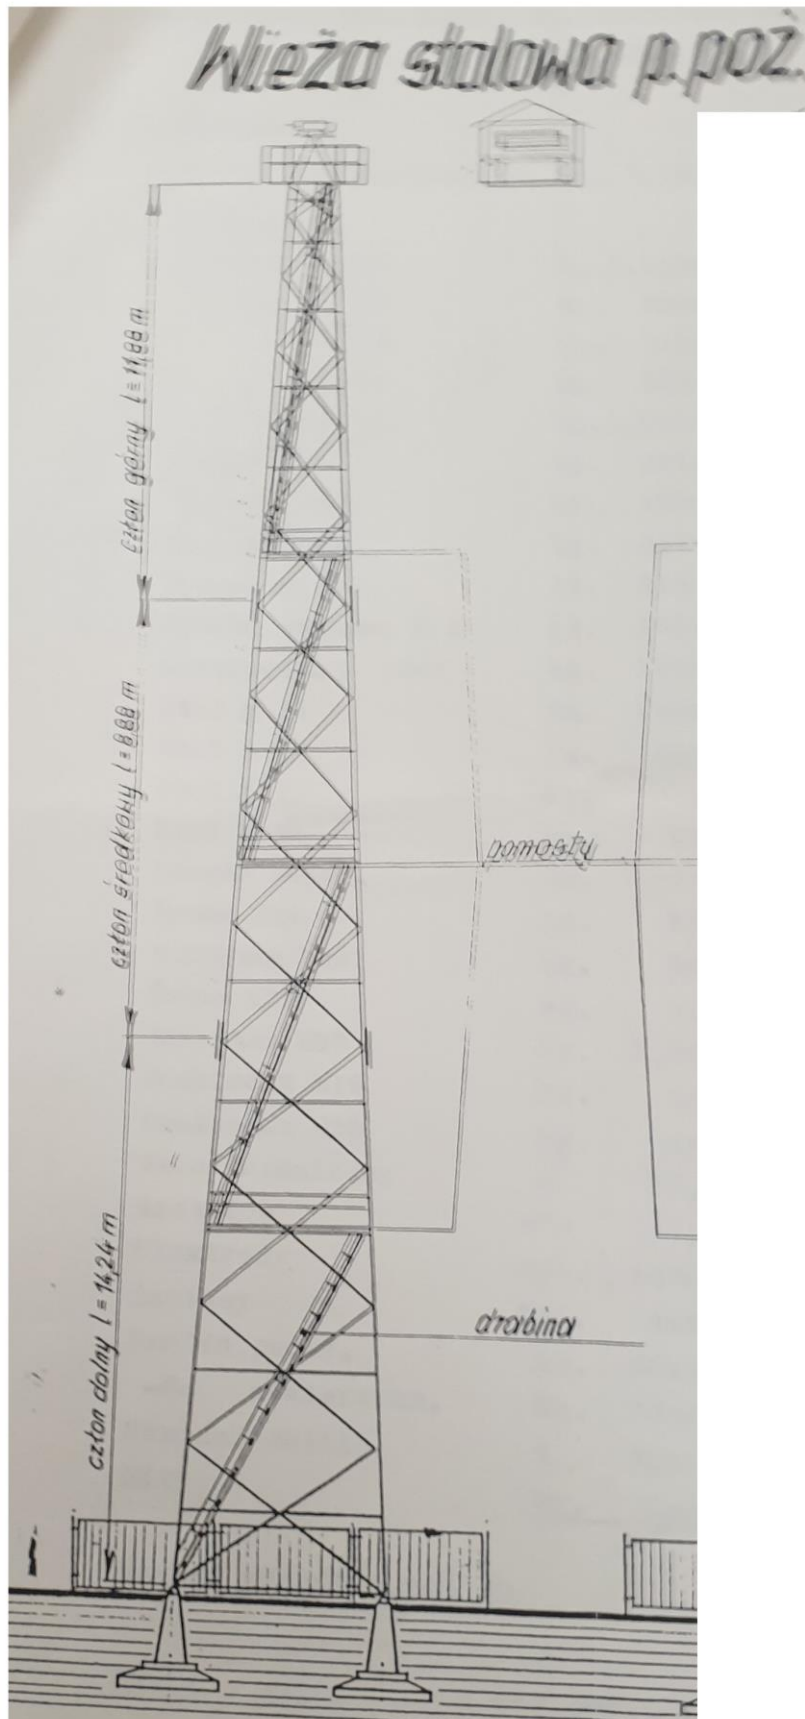 Wieża stalowa p.poż.
człon górny l = 11,88 m
człon środkowy l = 8,88 m
pomosty
człon dolny l = 14,24 m
drabina